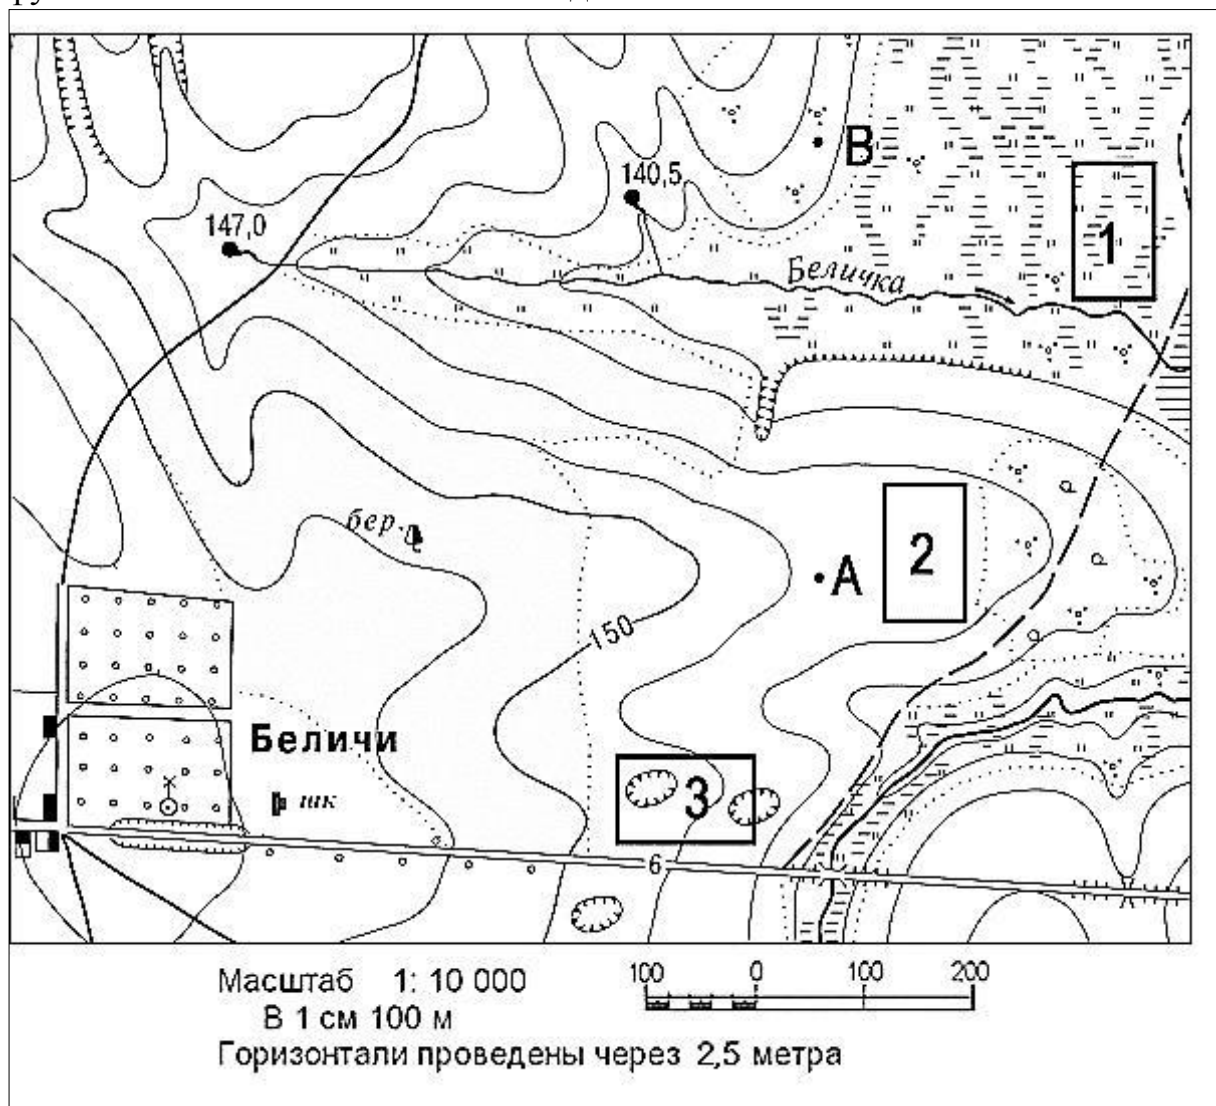 В
140,5
147,0
1
Беличка
бер.
2
А
150
Беличи
3
шк
6
100 0 100 200
Масштаб 1: 10 000
В 1 см 100 м
Горизонтали проведены через 2,5 метра